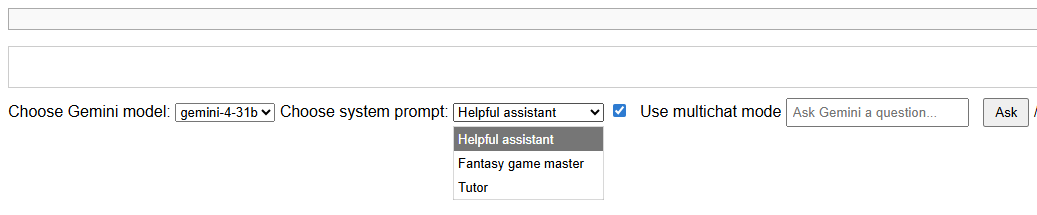 Choose Gemini model: gemini-4-31b Choose system prompt: Helpful assistant Use multichat mode Ask Gemini a question... Ask /
Helpful assistant
Fantasy game master
Tutor